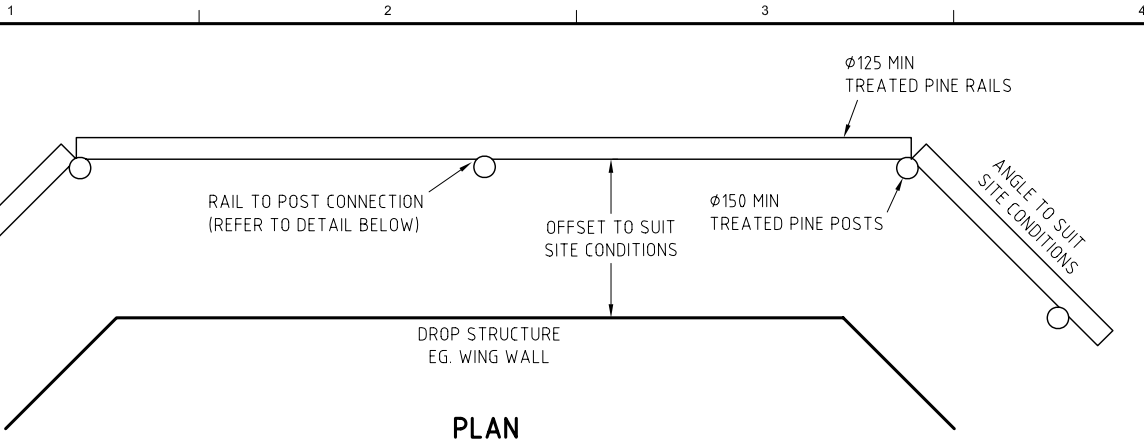 1 2 3 4
Ø125 MIN
TREATED PINE RAILS
RAIL TO POST CONNECTION
(REFER TO DETAIL BELOW)
OFFSET TO SUIT
SITE CONDITIONS
Ø150 MIN
TREATED PINE POSTS
ANGLE TO SUIT
SITE CONDITIONS
DROP STRUCTURE
EG. WING WALL
PLAN